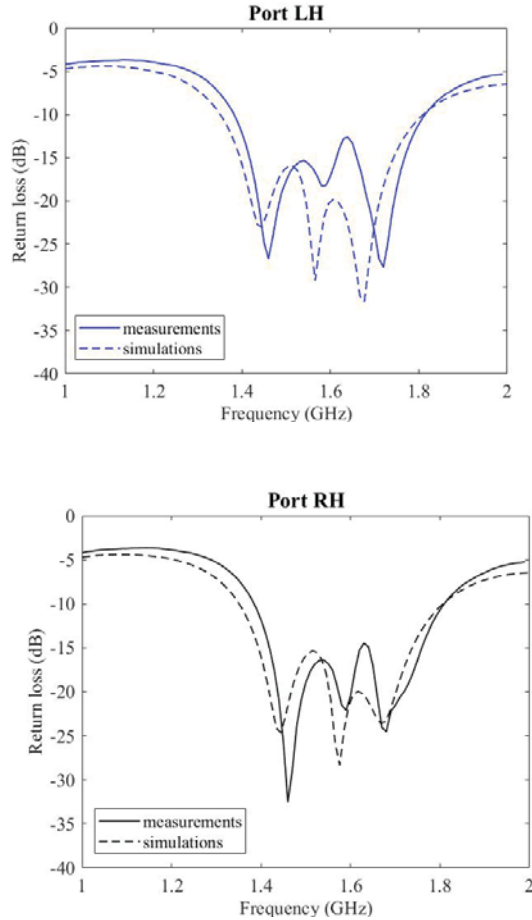 Port LH
0
-5
-10
-15
-20
-25
-30
-35
-40
Return loss (dB)
measurements
simulations
1 1.2 1.4 1.6 1.8 2
Frequency (GHz)
Port RH
0
-5
-10
-15
-20
-25
-30
-35
-40
Return loss (dB)
measurements
simulations
1 1.2 1.4 1.6 1.8 2
Frequency (GHz)